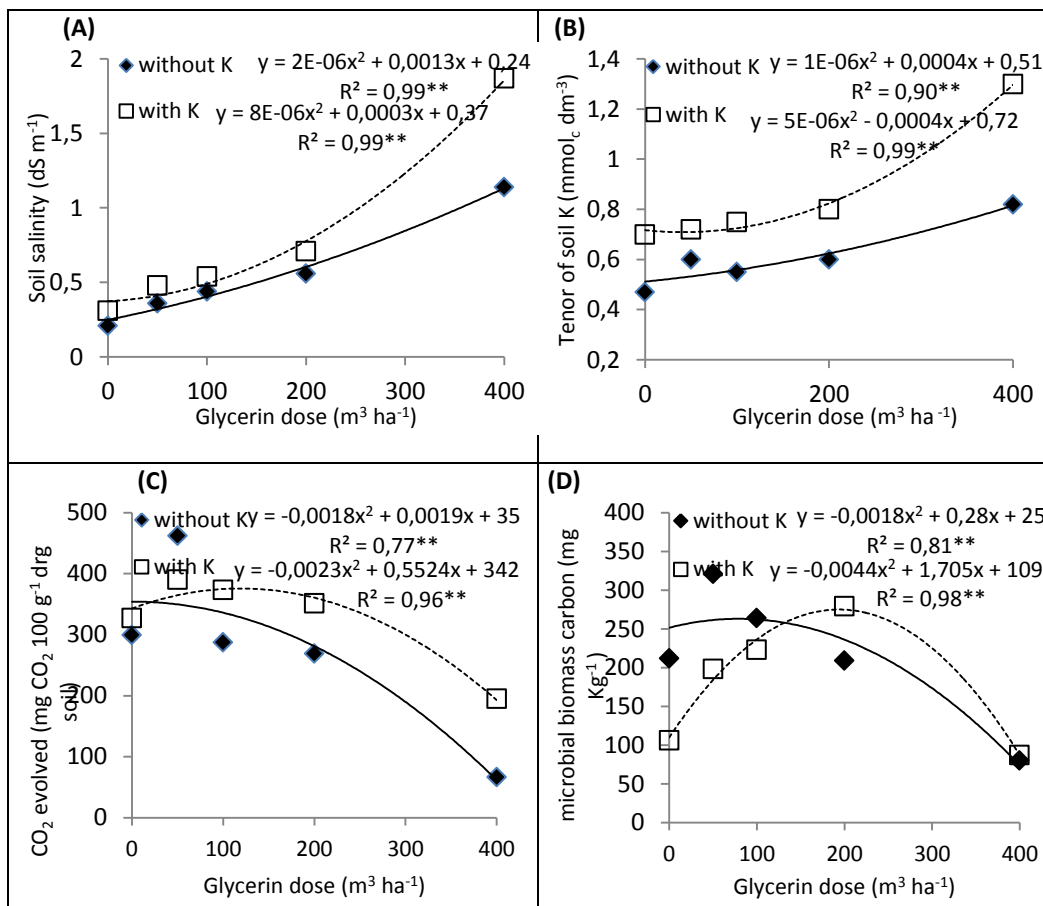 (A)
without K y = 2E-06x² + 0,0013x + 0,24
R² = 0,99**
with K y = 8E-06x² + 0,0003x + 0,37
R² = 0,99**
Soil salinity (dS m⁻¹)
2
1,5
1
0,5
0
0 100 200 300 400
Glycerin dose (m³ ha⁻¹)
(B)
without K y = 1E-06x² + 0,0004x + 0,51
R² = 0,90**
with K y = 5E-06x² - 0,0004x + 0,72
R² = 0,99**
Tenor of soil K (mmol_c dm⁻³)
1,4
1,2
1,0
0,8
0,6
0,4
0,2
0 200 400
Glycerin dose (m³ ha⁻¹)
(C)
without K y = -0,0018x² + 0,0019x + 35
R² = 0,77**
with K y = -0,0023x² + 0,5524x + 342
R² = 0,96**
CO₂ evolved (mg CO₂ 100 g⁻¹ drg
soil)
500
400
300
200
100
0
0 100 200 300 400
Glycerin dose (m³ ha⁻¹)
(D)
without K y = -0,0018x² + 0,28x + 25
R² = 0,81**
with K y = -0,0044x² + 1,705x + 109
R² = 0,98**
microbial biomass carbon (mg
Kg⁻¹)
400
350
300
250
200
150
100
50
0
0 100 200 300 400
Glycerin dose (m³ ha⁻¹)